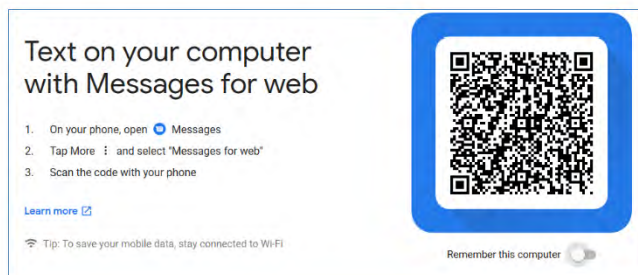 Text on your computer
with Messages for web
1. On your phone, open Messages
2. Tap More ⋮ and select "Messages for web"
3. Scan the code with your phone
Learn more
Tip: To save your mobile data, stay connected to Wi-Fi
Remember this computer